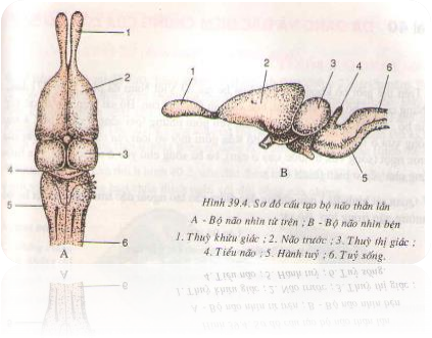 1
2
3
4
5
6
A
1
2
3
4
6
5
B
Hình 39.4. Sơ đồ cấu tạo bộ não thằn lằn
A - Bộ não nhìn từ trên ; B - Bộ não nhìn bên
1. Thuỳ khứu giác ; 2. Não trước ; 3. Thuỳ thị giác ;
4. Tiểu não ; 5. Hành tuỷ ; 6. Tuỷ sống.